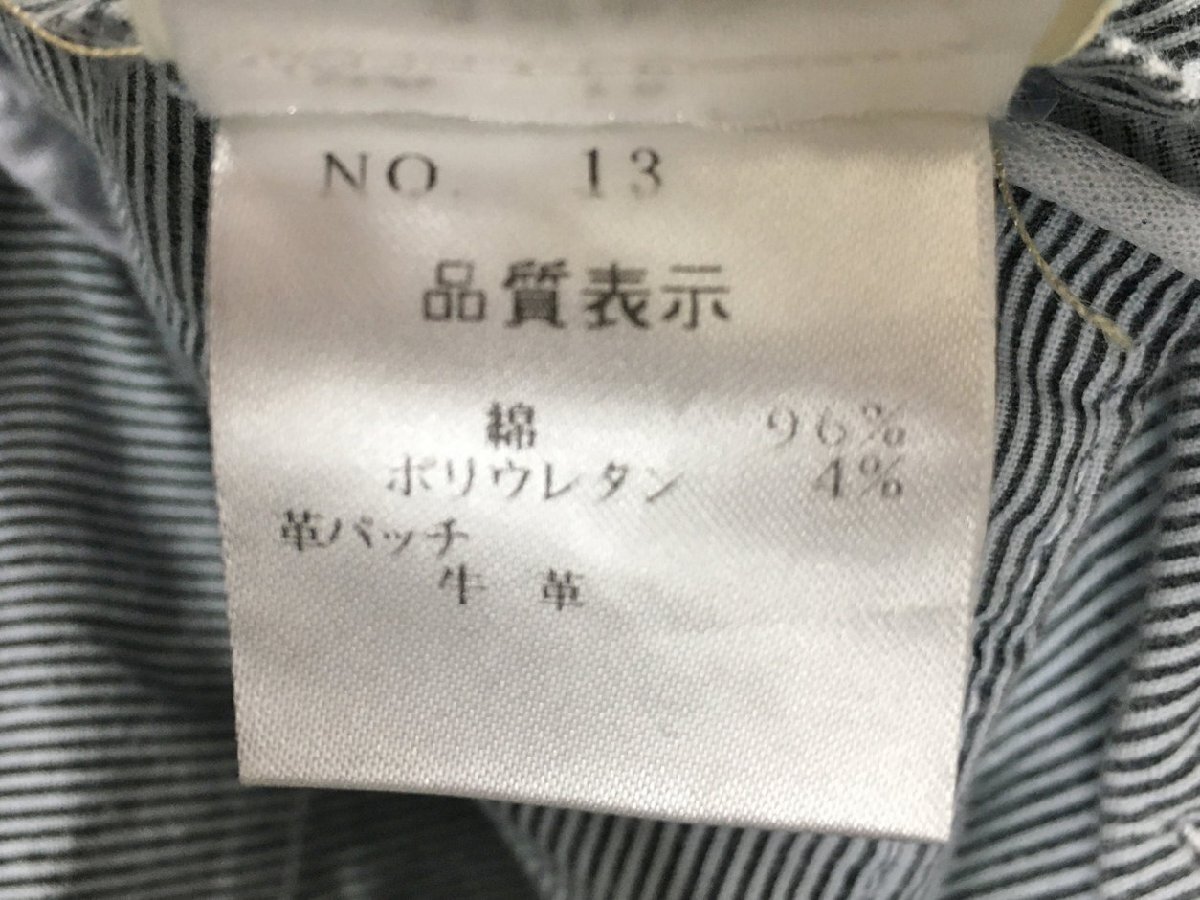 NO. 13
品質表示
綿 96%
ポリウレタン 4%
革パッチ
牛 革